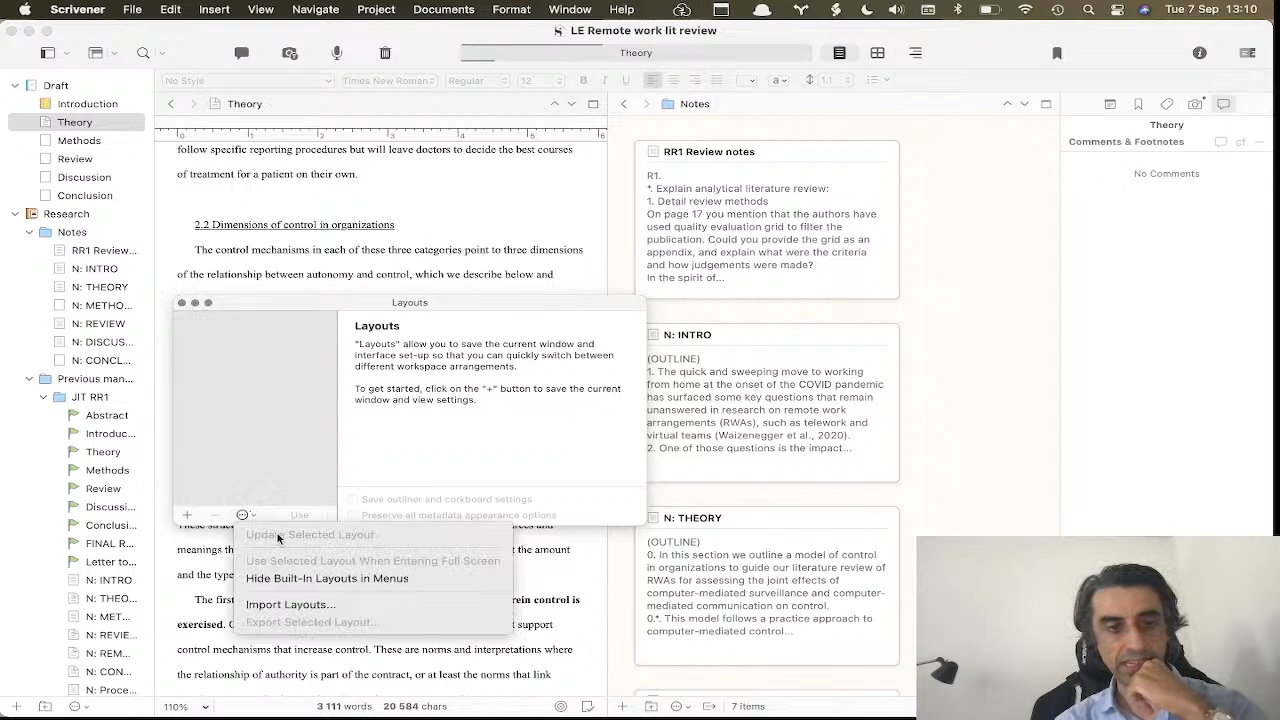 Scrivener File Edit Insert View Navigate Project Documents Format Window Tue 7 Sep 13:10
LE Remote work lit review
Theory
No Style Times New Roman Regular 12 B I U a 1.1
Draft
Introduction
Theory
Methods
Review
Discussion
Conclusion
Research
Notes
RR1 Review...
N: INTRO
N: THEORY
N: METHO...
N: REVIEW
N: DISCUS...
N: CONCL...
Previous man...
JIT RR1
Abstract
Introduc...
Theory
Methods
Review
Discussi...
Conclusi...
FINAL R...
Letter to...
N: INTRO
N: THEO...
N: MET...
N: REVIE...
N: REM...
N: CON...
N: Proce...
Theory
0 1 2 3 4 5 6
follow specific reporting procedures but will leave doctors to decide the best courses
of treatment for a patient on their own.
2.2 Dimensions of control in organizations
The control mechanisms in each of these three categories point to three dimensions
of the relationship between autonomy and control, which we describe below and
Layouts
Layouts
"Layouts" allow you to save the current window and
interface set-up so that you can quickly switch between
different workspace arrangements.
To get started, click on the "+" button to save the current
window and view settings.
Save outliner and corkboard settings
Preserve all metadata appearance options
Use
Update Selected Layout
Use Selected Layout When Entering Full Screen
Hide Built-In Layouts in Menus
Import Layouts...
Export Selected Layout...
These
and
meanings th
the amount
and the type
The first
rein control is
exercised.
support
control mechanisms that increase control. These are norms and interpretations where
the relationship of authority is part of the contract, or at least the norms that link
110% 3 111 words 20 584 chars
Notes
RR1 Review notes
R1.
*. Explain analytical literature review:
1. Detail review methods
On page 17 you mention that the authors have
used quality evaluation grid to filter the
publication. Could you provide the grid as an
appendix, and explain what were the criteria
and how judgements were made?
In the spirit of...
N: INTRO
(OUTLINE)
1. The quick and sweeping move to working
from home at the onset of the COVID pandemic
has surfaced some key questions that remain
unanswered in research on remote work
arrangements (RWAs), such as telework and
virtual teams (Waizenegger et al., 2020).
2. One of those questions is the impact...
N: THEORY
(OUTLINE)
0. In this section we outline a model of control
in organizations to guide our literature review of
RWAs for assessing the joint effects of
computer-mediated surveillance and computer-
mediated communication on control.
0.*. This model follows a practice approach to
computer-mediated control...
7 items
Theory
Comments & Footnotes cf
No Comments